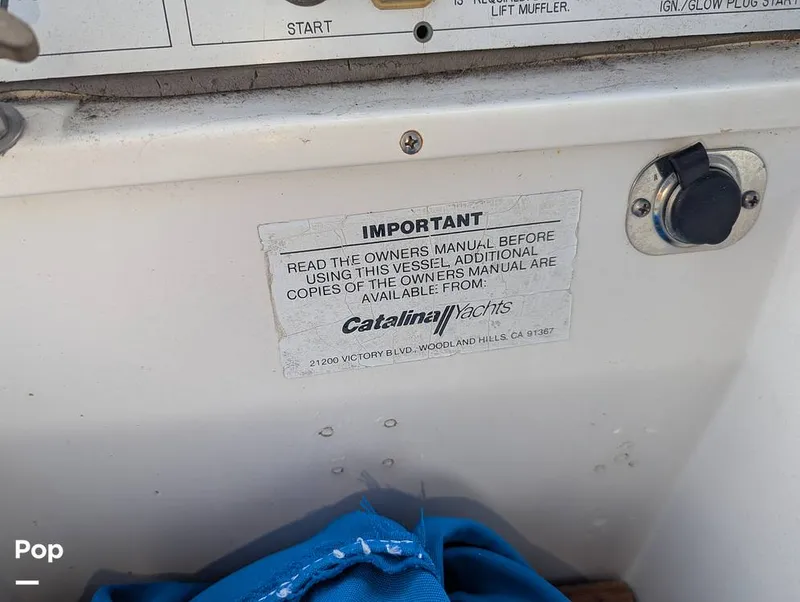 START
LIFT MUFFLER.
IGN./GLOW PLUG START
IMPORTANT
READ THE OWNERS MANUAL BEFORE
USING THIS VESSEL. ADDITIONAL
COPIES OF THE OWNERS MANUAL ARE
AVAILABLE FROM:
Catalina Yachts
21200 VICTORY BLVD., WOODLAND HILLS, CA 91367
Pop